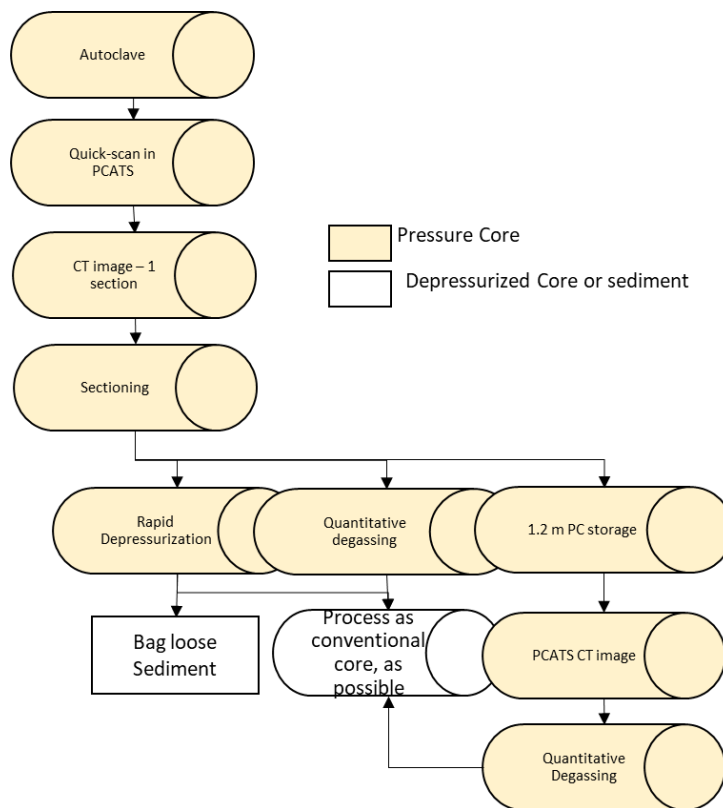 Autoclave
Quick-scan in
PCATS
CT image – 1
section
Pressure Core
Depressurized Core or sediment
Sectioning
Rapid
Depressurization
Quantitative
degassing
1.2 m PC storage
Bag loose
Sediment
Process as
conventional
core, as
possible
PCATS CT image
Quantitative
Degassing